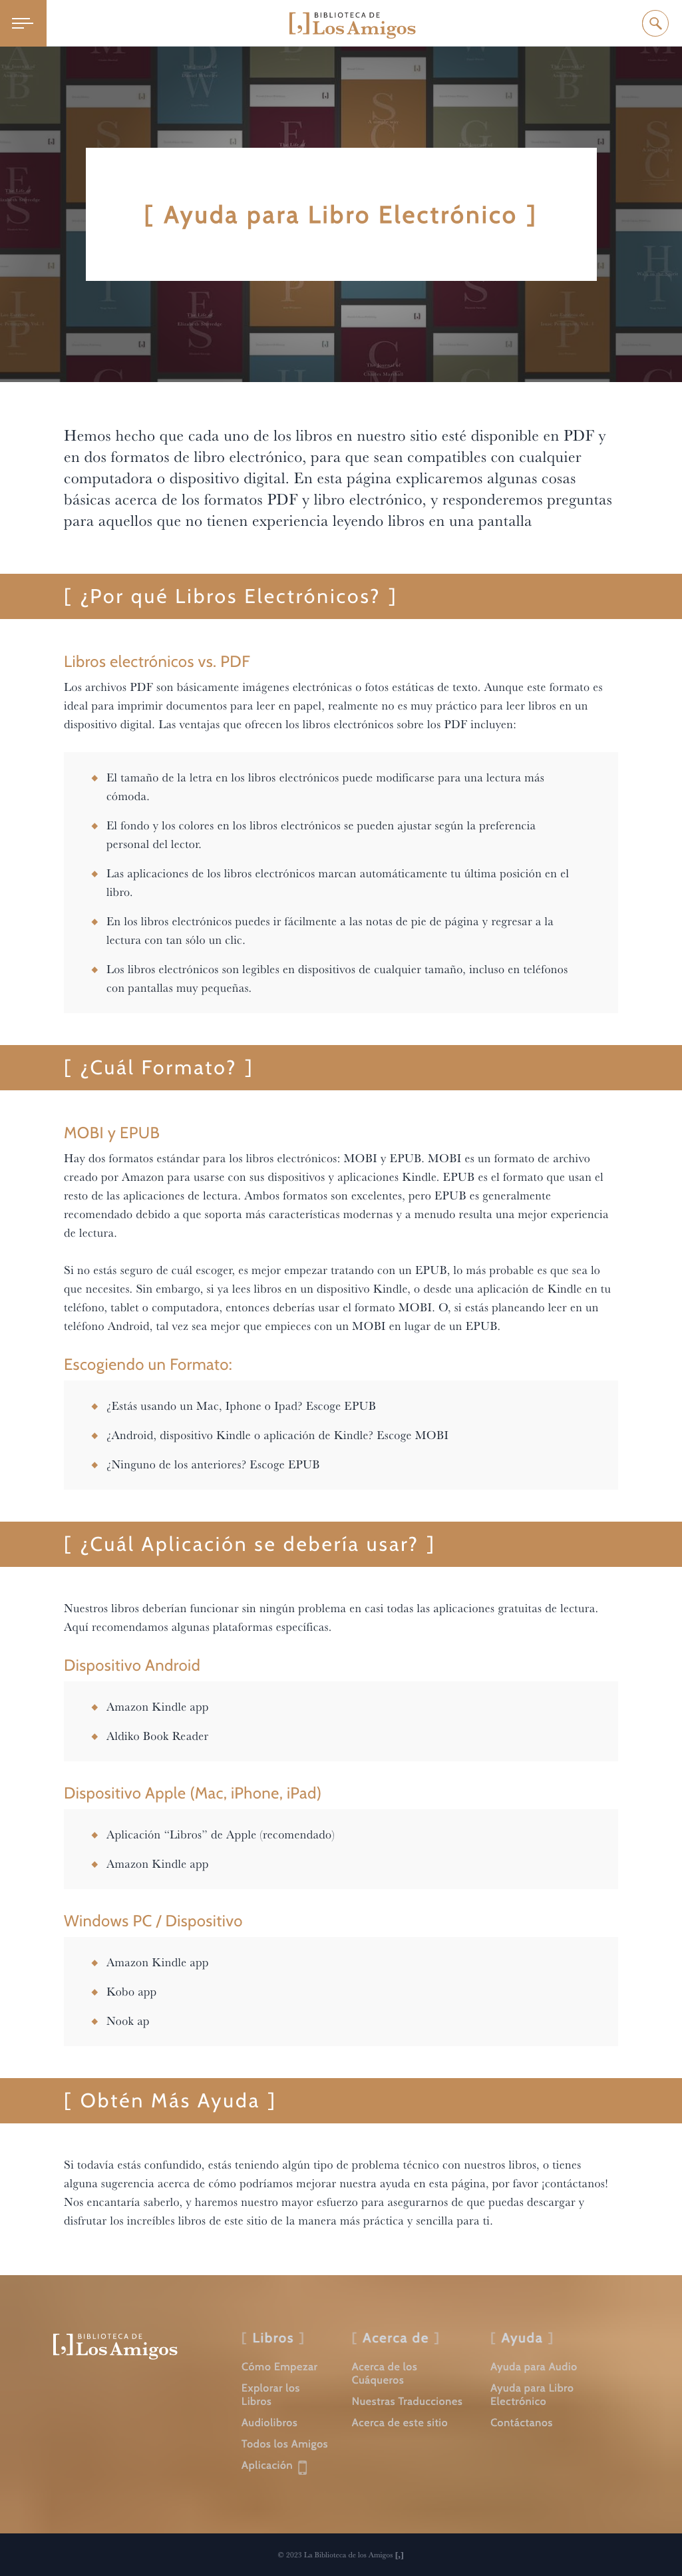 BIBLIOTECA DE
Los Amigos
[ Ayuda para Libro Electrónico ]
Hemos hecho que cada uno de los libros en nuestro sitio esté disponible en PDF y
en dos formatos de libro electrónico, para que sean compatibles con cualquier
computadora o dispositivo digital. En esta página explicaremos algunas cosas
básicas acerca de los formatos PDF y libro electrónico, y responderemos preguntas
para aquellos que no tienen experiencia leyendo libros en una pantalla
[ ¿Por qué Libros Electrónicos? ]
Libros electrónicos vs. PDF
Los archivos PDF son básicamente imágenes electrónicas o fotos estáticas de texto. Aunque este formato es
ideal para imprimir documentos para leer en papel, realmente no es muy práctico para leer libros en un
dispositivo digital. Las ventajas que ofrecen los libros electrónicos sobre los PDF incluyen:
El tamaño de la letra en los libros electrónicos puede modificarse para una lectura más
cómoda.
El fondo y los colores en los libros electrónicos se pueden ajustar según la preferencia
personal del lector.
Las aplicaciones de los libros electrónicos marcan automáticamente tu última posición en el
libro.
En los libros electrónicos puedes ir fácilmente a las notas de pie de página y regresar a la
lectura con tan sólo un clic.
Los libros electrónicos son legibles en dispositivos de cualquier tamaño, incluso en teléfonos
con pantallas muy pequeñas.
[ ¿Cuál Formato? ]
MOBI y EPUB
Hay dos formatos estándar para los libros electrónicos: MOBI y EPUB. MOBI es un formato de archivo
creado por Amazon para usarse con sus dispositivos y aplicaciones Kindle. EPUB es el formato que usan el
resto de las aplicaciones de lectura. Ambos formatos son excelentes, pero EPUB es generalmente
recomendado debido a que soporta más características modernas y a menudo resulta una mejor experiencia
de lectura.
Si no estás seguro de cuál escoger, es mejor empezar tratando con un EPUB, lo más probable es que sea lo
que necesites. Sin embargo, si ya lees libros en un dispositivo Kindle, o desde una aplicación de Kindle en tu
teléfono, tablet o computadora, entonces deberías usar el formato MOBI. O, si estás planeando leer en un
teléfono Android, tal vez sea mejor que empieces con un MOBI en lugar de un EPUB.
Escogiendo un Formato:
¿Estás usando un Mac, Iphone o Ipad? Escoge EPUB
¿Android, dispositivo Kindle o aplicación de Kindle? Escoge MOBI
¿Ninguno de los anteriores? Escoge EPUB
[ ¿Cuál Aplicación se debería usar? ]
Nuestros libros deberían funcionar sin ningún problema en casi todas las aplicaciones gratuitas de lectura.
Aquí recomendamos algunas plataformas específicas.
Dispositivo Android
Amazon Kindle app
Aldiko Book Reader
Dispositivo Apple (Mac, iPhone, iPad)
Aplicación “Libros” de Apple (recomendado)
Amazon Kindle app
Windows PC / Dispositivo
Amazon Kindle app
Kobo app
Nook ap
[ Obtén Más Ayuda ]
Si todavía estás confundido, estás teniendo algún tipo de problema técnico con nuestros libros, o tienes
alguna sugerencia acerca de cómo podríamos mejorar nuestra ayuda en esta página, por favor ¡contáctanos!
Nos encantaría saberlo, y haremos nuestro mayor esfuerzo para asegurarnos de que puedas descargar y
disfrutar los increíbles libros de este sitio de la manera más práctica y sencilla para ti.
BIBLIOTECA DE
Los Amigos
[ Libros ]
Cómo Empezar
Explorar los
Libros
Audiolibros
Todos los Amigos
Aplicación
[ Acerca de ]
Acerca de los
Cuáqueros
Nuestras Traducciones
Acerca de este sitio
[ Ayuda ]
Ayuda para Audio
Ayuda para Libro
Electrónico
Contáctanos
© 2023 La Biblioteca de los Amigos [,]